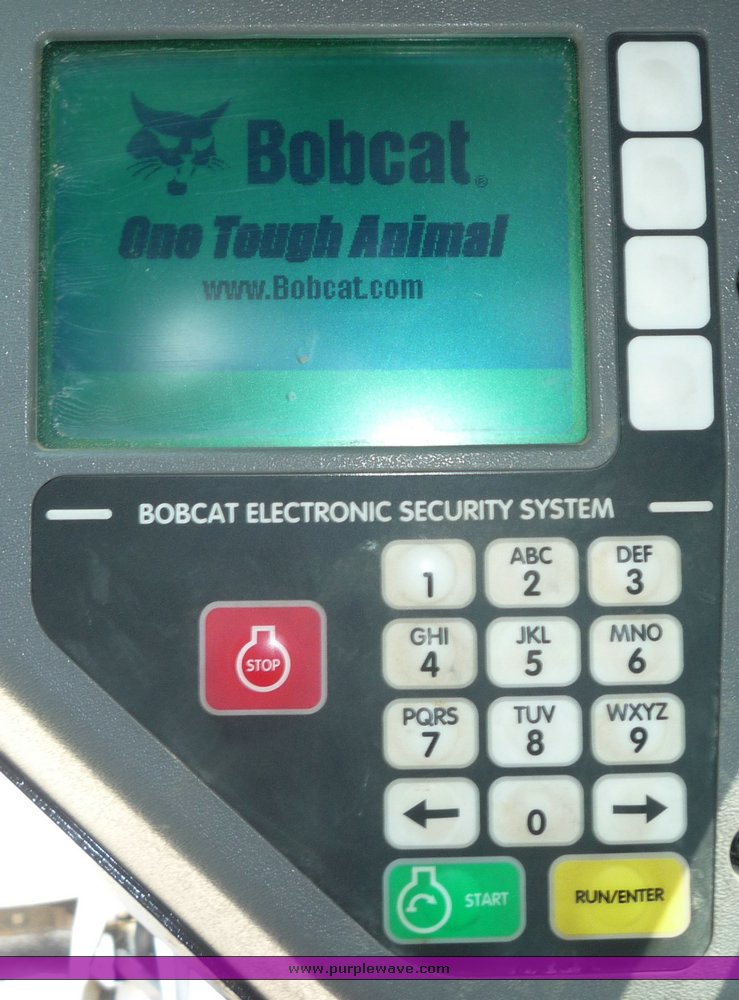 Bobcat®
One Tough Animal
www.Bobcat.com
BOBCAT ELECTRONIC SECURITY SYSTEM
1
ABC
2
DEF
3
STOP
GHI
4
JKL
5
MNO
6
PQRS
7
TUV
8
WXYZ
9
←
0
→
START
RUN/ENTER
www.purplewave.com